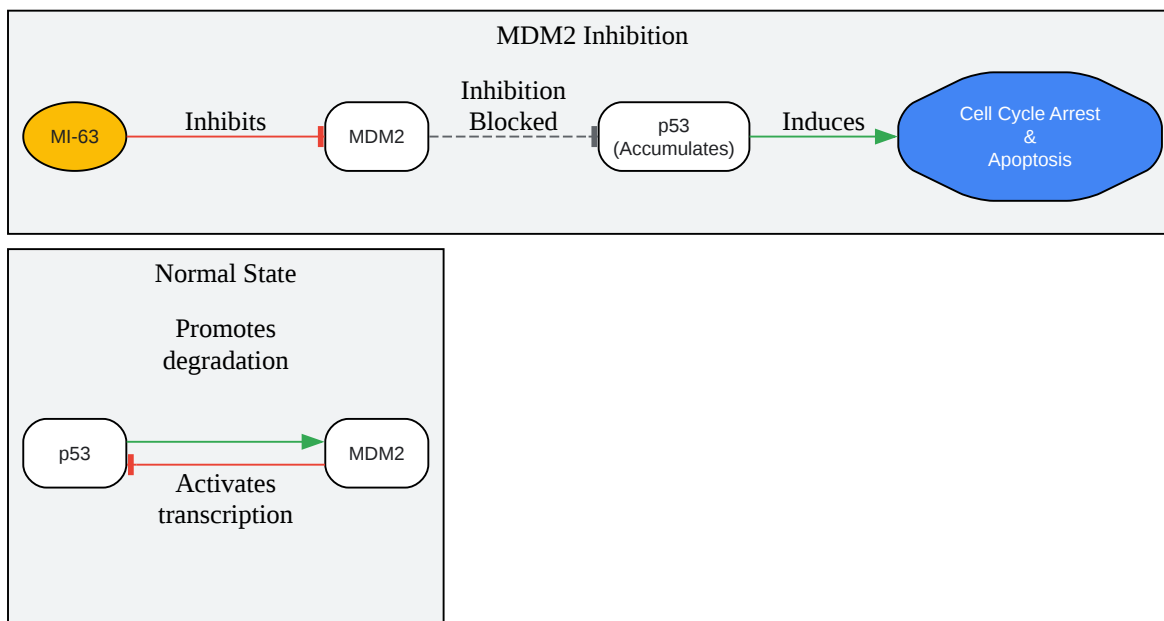 MDM2 Inhibition
MI-63
Inhibits
MDM2
Inhibition
Blocked
p53
(Accumulates)
Induces
Cell Cycle Arrest
&
Apoptosis
Normal State
Promotes
degradation
p53
MDM2
Activates
transcription